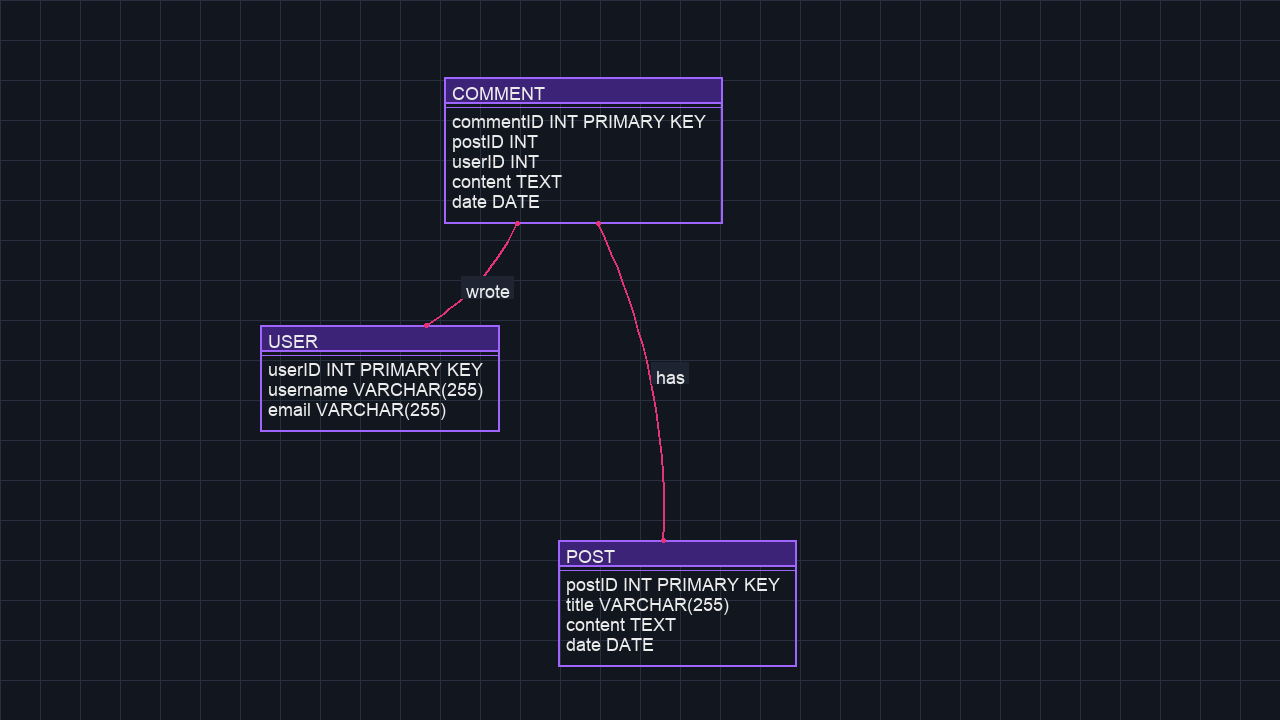 COMMENT
commentID INT PRIMARY KEY
postID INT
userID INT
content TEXT
date DATE
wrote
USER
userID INT PRIMARY KEY
username VARCHAR(255)
email VARCHAR(255)
has
POST
postID INT PRIMARY KEY
title VARCHAR(255)
content TEXT
date DATE